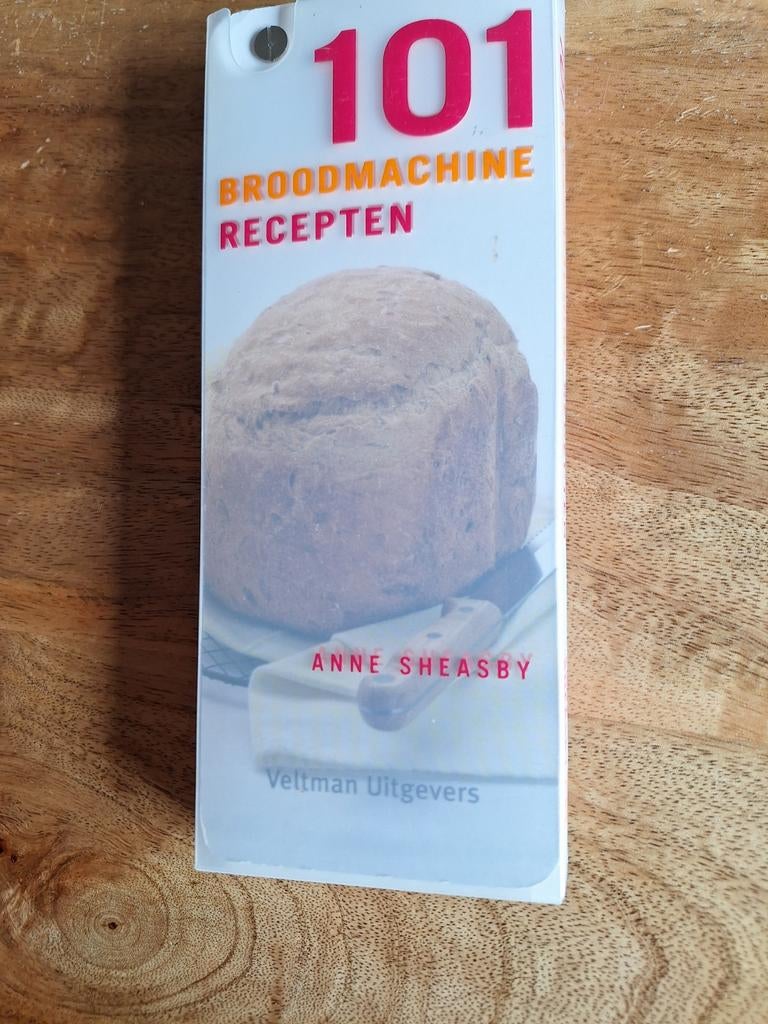 101
BROODMACHINE
RECEPTEN
ANNE SHEASBY
Veltman Uitgevers